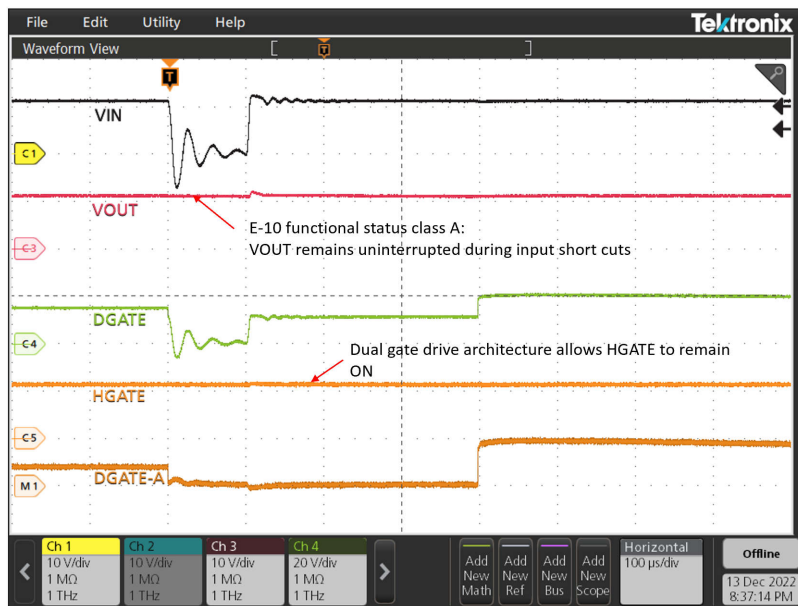 File Edit Utility Help
Tektronix
Waveform View
T
T
VIN
C1
VOUT
E-10 functional status class A:
VOUT remains uninterrupted during input short cuts
C3
DGATE
C4
Dual gate drive architecture allows HGATE to remain
ON
HGATE
C5
DGATE-A
M1
Ch 1
10 V/div
1 MΩ
1 THz
Ch 2
10 V/div
1 MΩ
1 THz
Ch 3
10 V/div
1 MΩ
1 THz
Ch 4
20 V/div
1 MΩ
1 THz
Add
New
Math
Add
New
Ref
Add
New
Bus
Add
New
Scope
Horizontal
100 µs/div
Offline
13 Dec 2022
8:37:14 PM